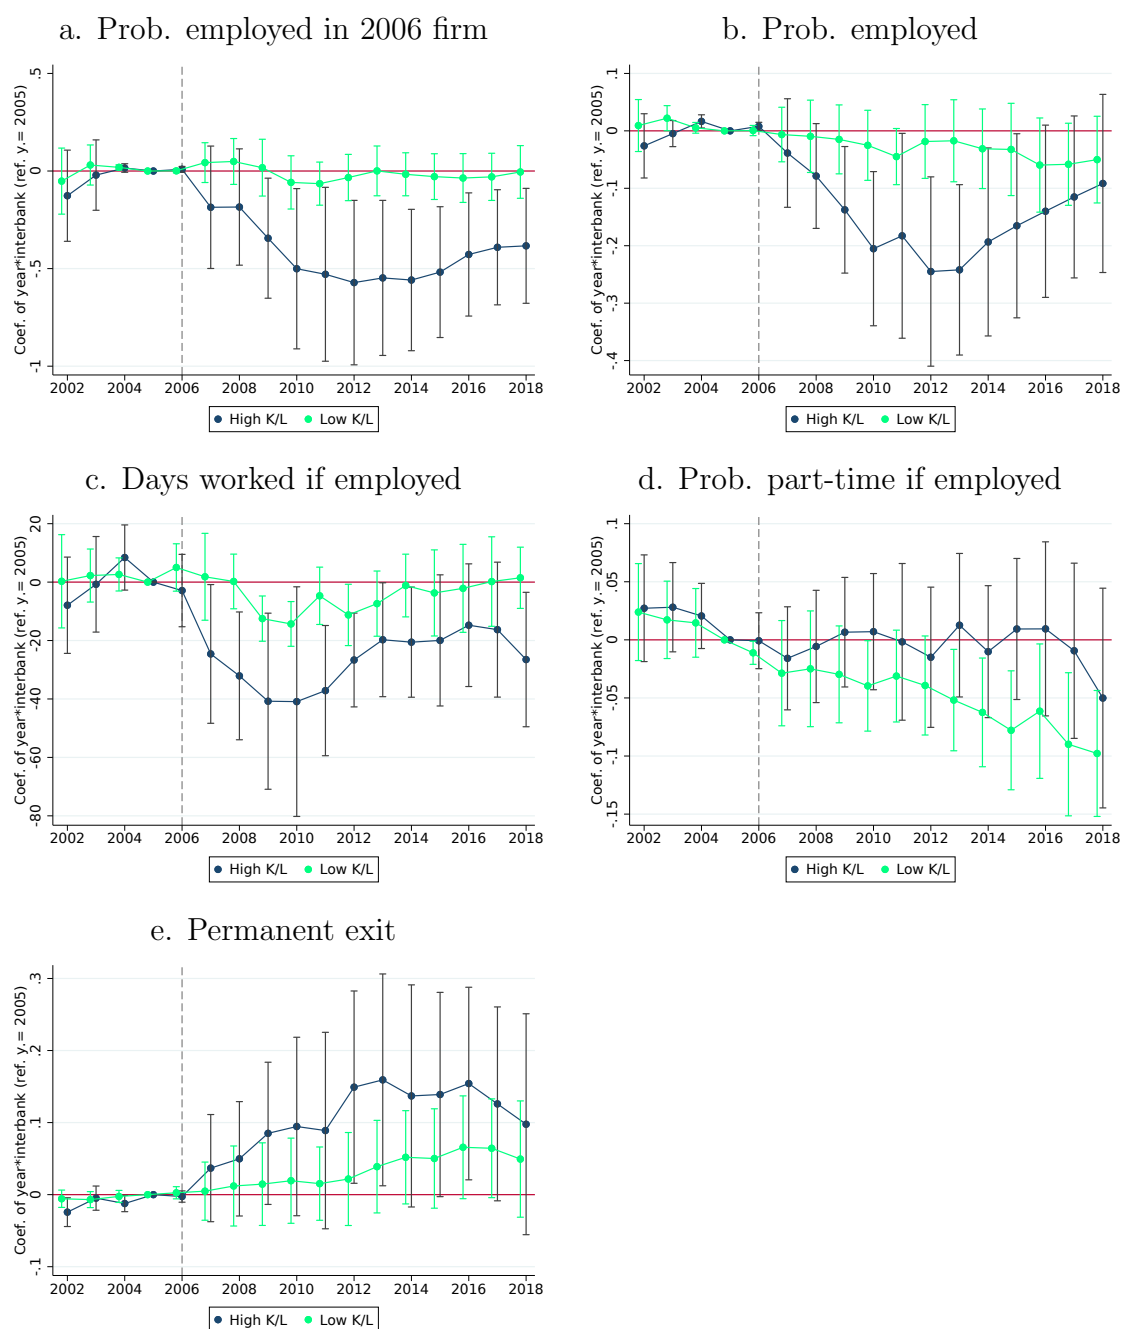 a. Prob. employed in 2006 firm
Coef. of year*interbank (ref. y.= 2005)
.5
0
-.5
-1
2002 2004 2006 2008 2010 2012 2014 2016 2018
High K/L Low K/L
b. Prob. employed
Coef. of year*interbank (ref. y.= 2005)
.1
0
-.1
-.2
-.3
-.4
2002 2004 2006 2008 2010 2012 2014 2016 2018
High K/L Low K/L
c. Days worked if employed
Coef. of year*interbank (ref. y.= 2005)
20
0
-20
-40
-60
-80
2002 2004 2006 2008 2010 2012 2014 2016 2018
High K/L Low K/L
d. Prob. part-time if employed
Coef. of year*interbank (ref. y.= 2005)
.1
.05
0
-.05
-.1
-.15
2002 2004 2006 2008 2010 2012 2014 2016 2018
High K/L Low K/L
e. Permanent exit
Coef. of year*interbank (ref. y.= 2005)
.3
.2
.1
0
-.1
2002 2004 2006 2008 2010 2012 2014 2016 2018
High K/L Low K/L